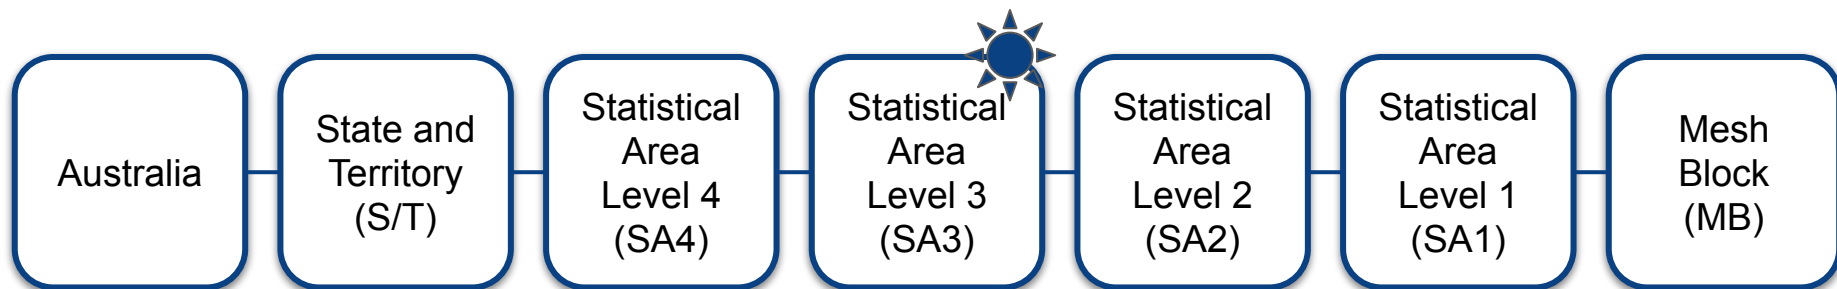 Australia
State and
Territory
(S/T)
Statistical
Area
Level 4
(SA4)
Statistical
Area
Level 3
(SA3)
Statistical
Area
Level 2
(SA2)
Statistical
Area
Level 1
(SA1)
Mesh
Block
(MB)